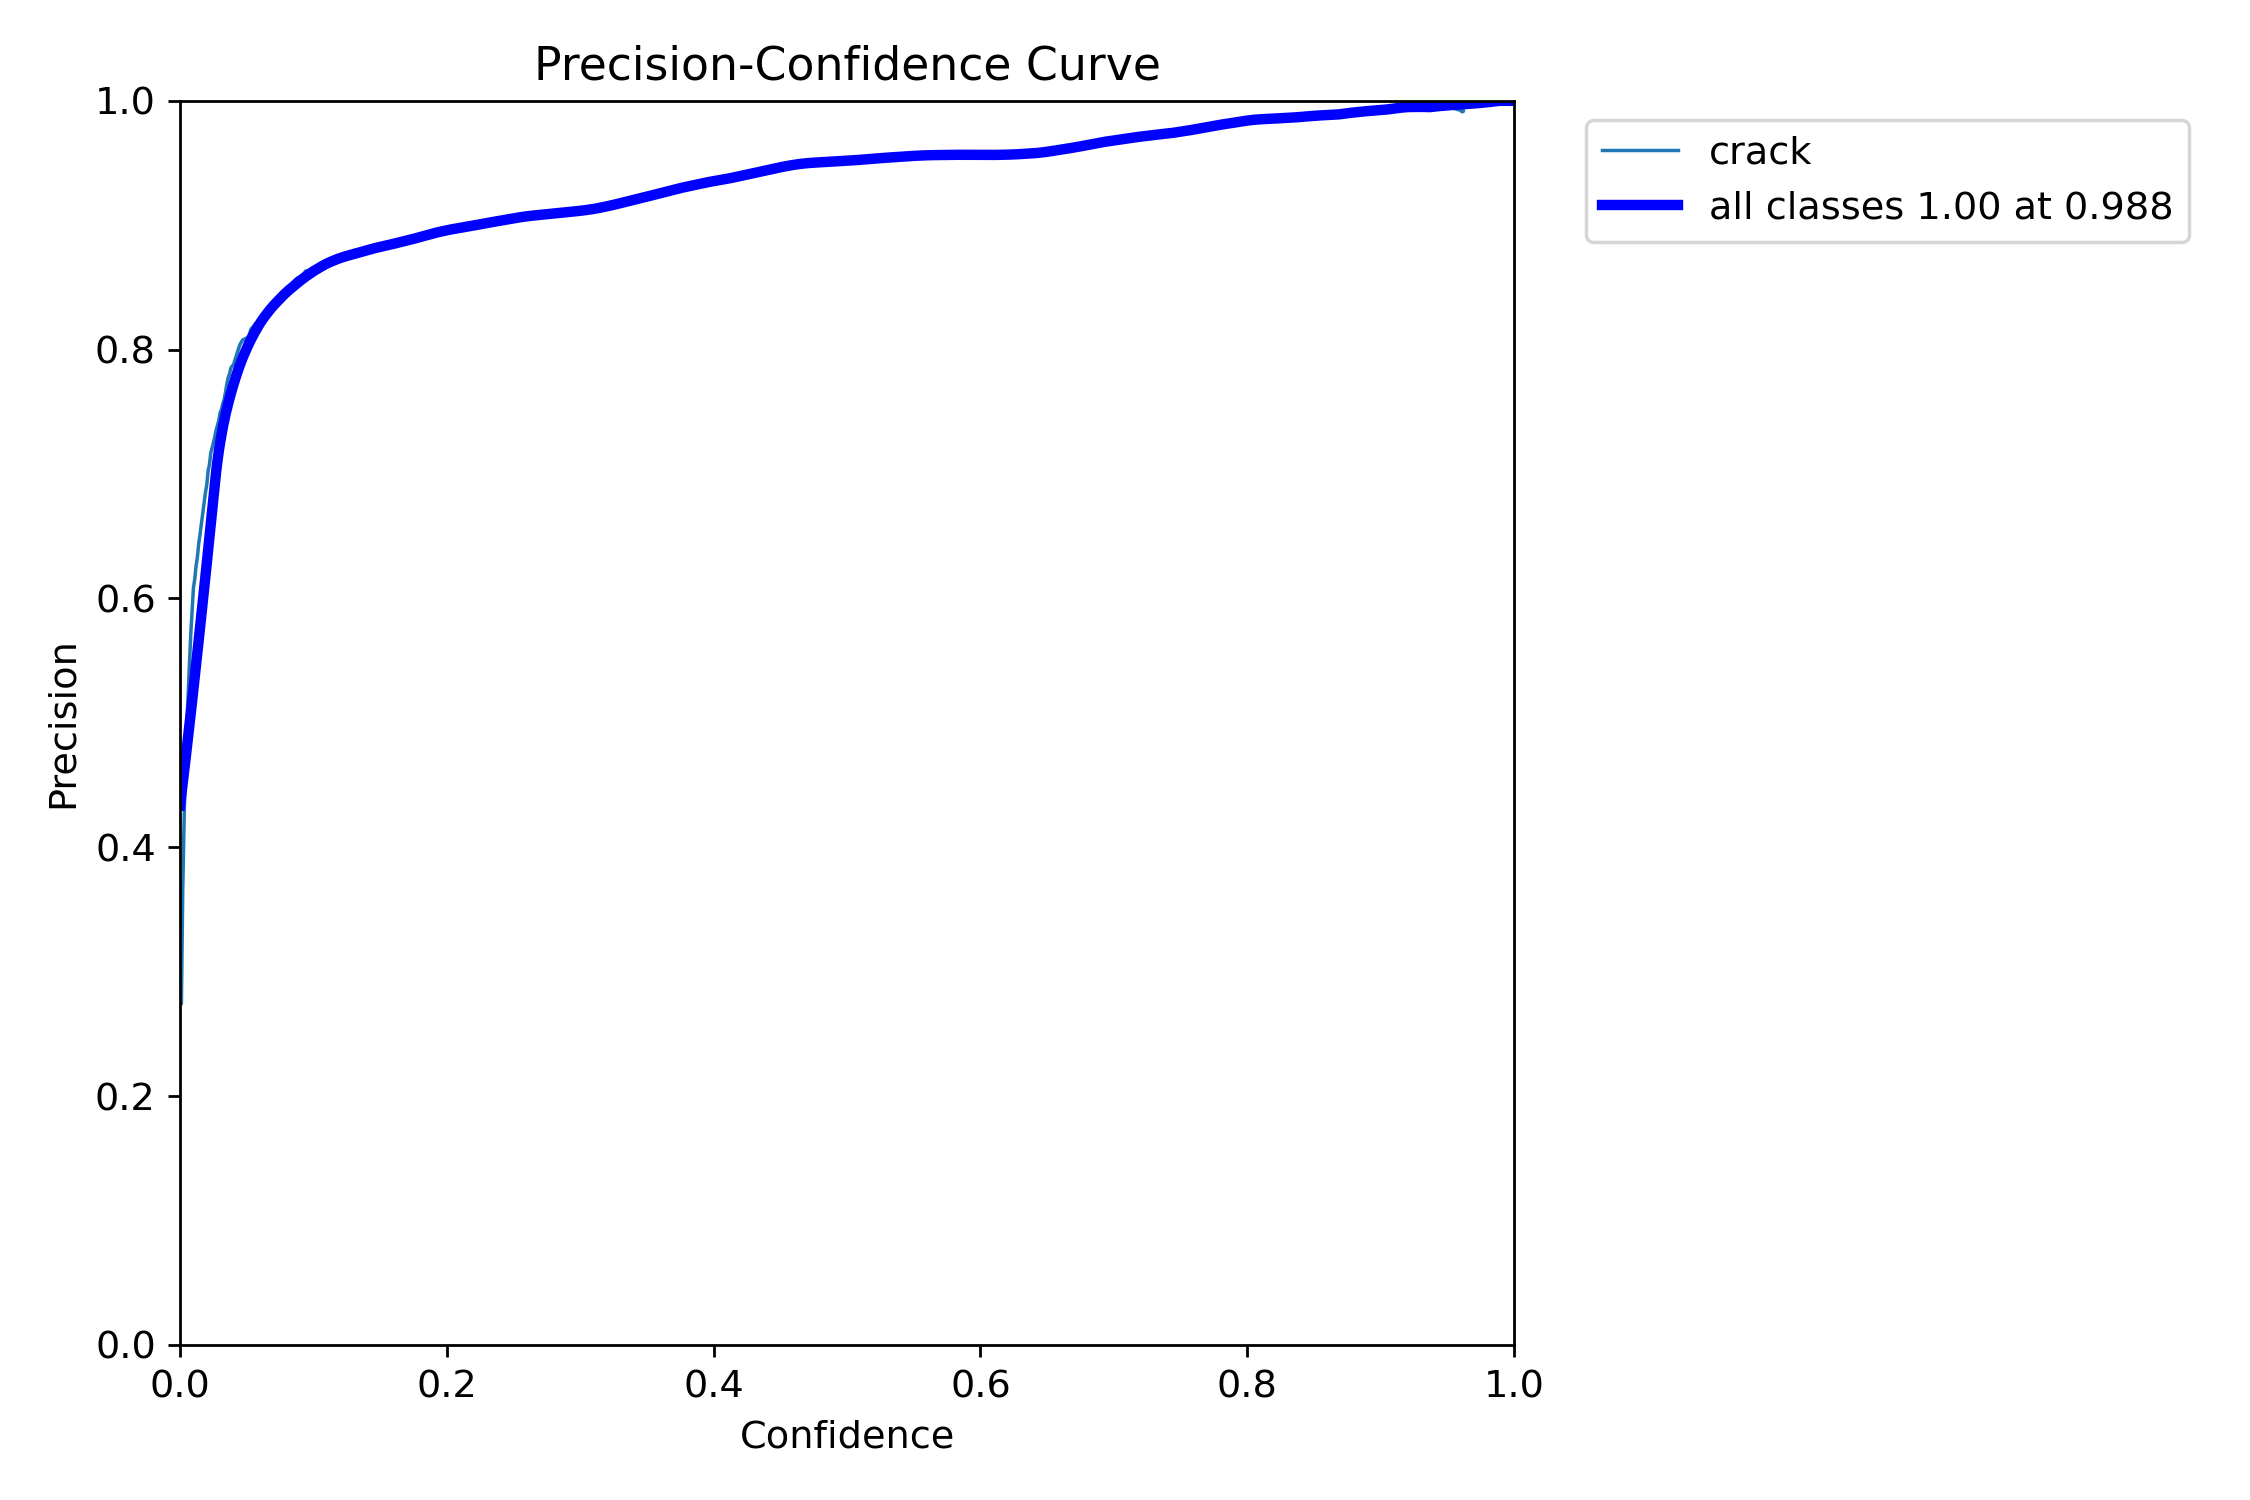 Precision-Confidence Curve
1.0
0.8
0.6
0.4
0.2
0.0
Precision
0.0 0.2 0.4 0.6 0.8 1.0
Confidence
crack
all classes 1.00 at 0.988